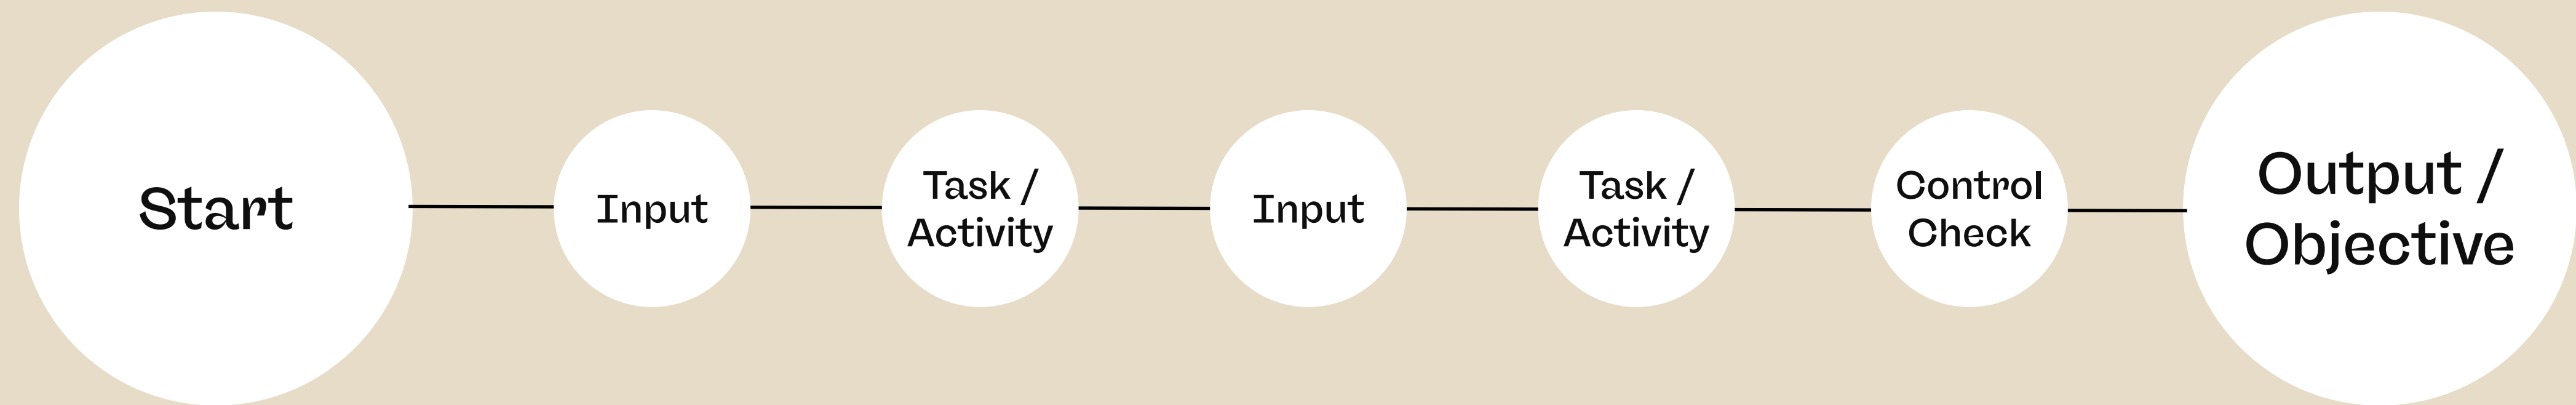 Start
Input
Task /
Activity
Input
Task /
Activity
Control
Check
Output /
Objective